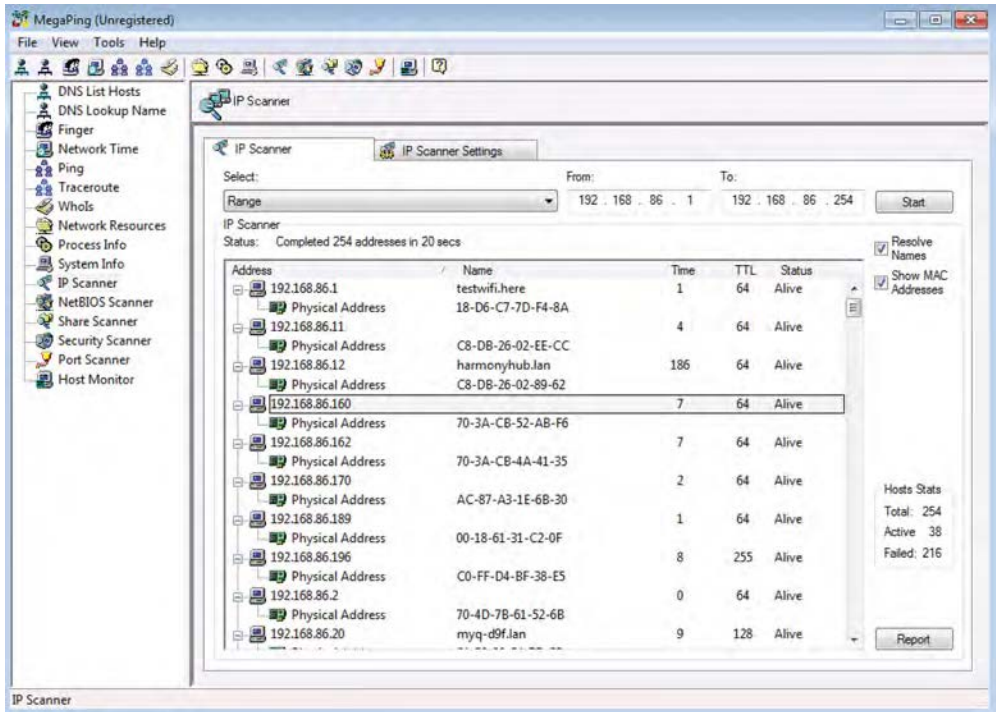 MegaPing (Unregistered)
File View Tools Help
DNS List Hosts
DNS Lookup Name
Finger
Network Time
Ping
Traceroute
WhoIs
Network Resources
Process Info
System Info
IP Scanner
NetBIOS Scanner
Share Scanner
Security Scanner
Port Scanner
Host Monitor
IP Scanner
IP Scanner IP Scanner Settings
Select: From: To:
Range 192 . 168 . 86 . 1 192 . 168 . 86 . 254 Start
IP Scanner
Status: Completed 254 addresses in 20 secs
Resolve Names
Show MAC Addresses
Address Name Time TTL Status
192.168.86.1 testwifi.here 1 64 Alive
Physical Address 18-D6-C7-7D-F4-8A
192.168.86.11 4 64 Alive
Physical Address C8-DB-26-02-EE-CC
192.168.86.12 harmonyhub.lan 186 64 Alive
Physical Address C8-DB-26-02-89-62
192.168.86.160 7 64 Alive
Physical Address 70-3A-CB-52-AB-F6
192.168.86.162 7 64 Alive
Physical Address 70-3A-CB-4A-41-35
192.168.86.170 2 64 Alive
Physical Address AC-87-A3-1E-6B-30
192.168.86.189 1 64 Alive
Physical Address 00-18-61-31-C2-0F
192.168.86.196 8 255 Alive
Physical Address C0-FF-D4-BF-38-E5
192.168.86.2 0 64 Alive
Physical Address 70-4D-7B-61-52-6B
192.168.86.20 myq-d9f.lan 9 128 Alive
Hosts Stats
Total: 254
Active 38
Failed: 216
Report
IP Scanner